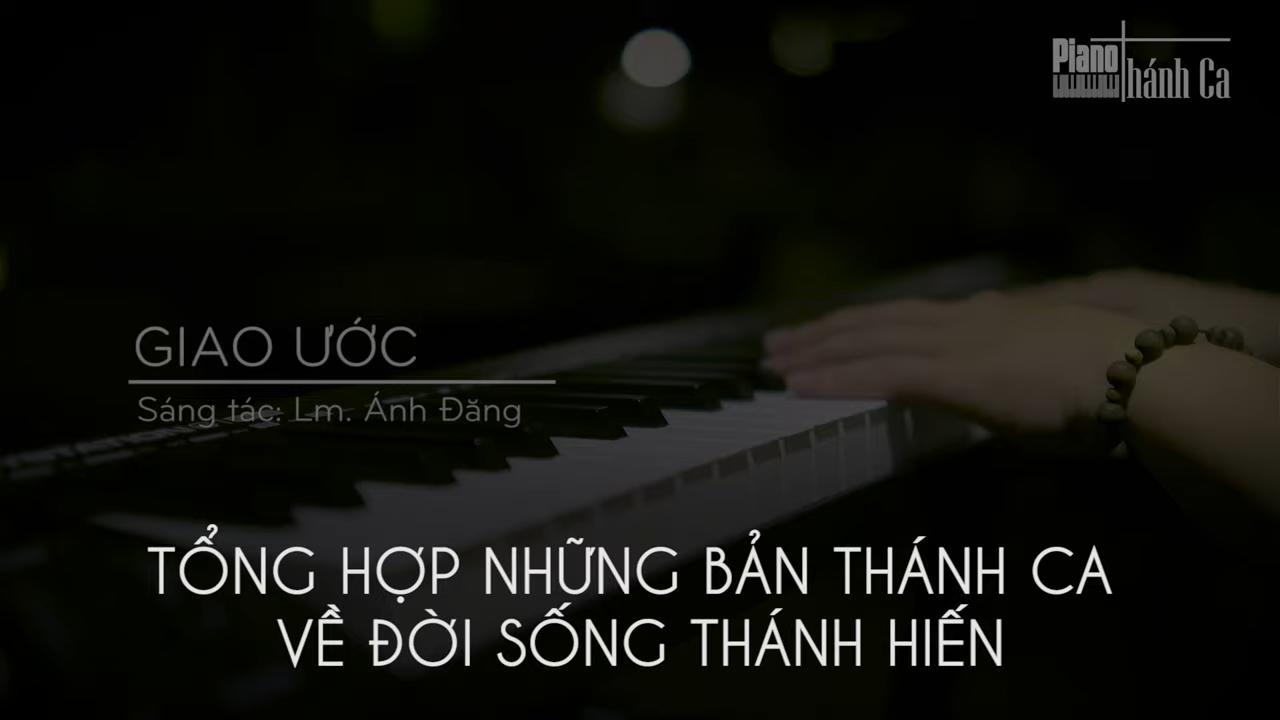 Piano Thánh Ca
GIAO ƯỚC
Sáng tác: Lm. Ánh Đăng
TỔNG HỢP NHỮNG BẢN THÁNH CA
VỀ ĐỜI SỐNG THÁNH HIẾN